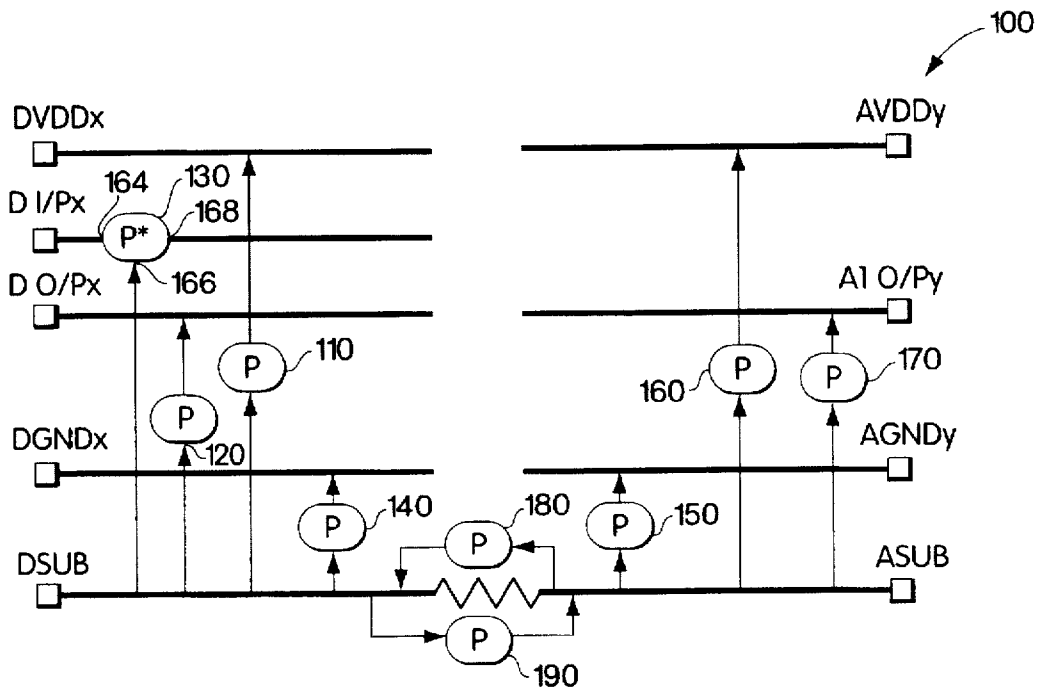 100
DVDDx
AVDDy
164
130
D I/Px
168
P*
166
D O/Px
A1 O/Py
110
P
160
P
170
P
P
120
DGNDx
AGNDy
180
140
150
P
P
P
DSUB
ASUB
P
190